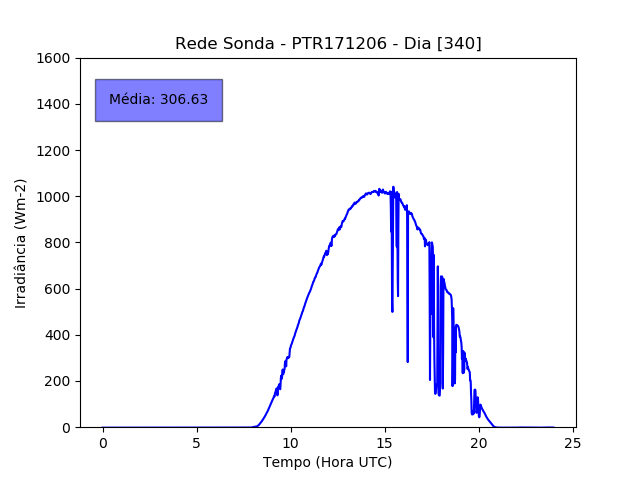 Rede Sonda - PTR171206 - Dia [340]
Média: 306.63
Irradiância (Wm-2)
1600
1400
1200
1000
800
600
400
200
0
0 5 10 15 20 25
Tempo (Hora UTC)